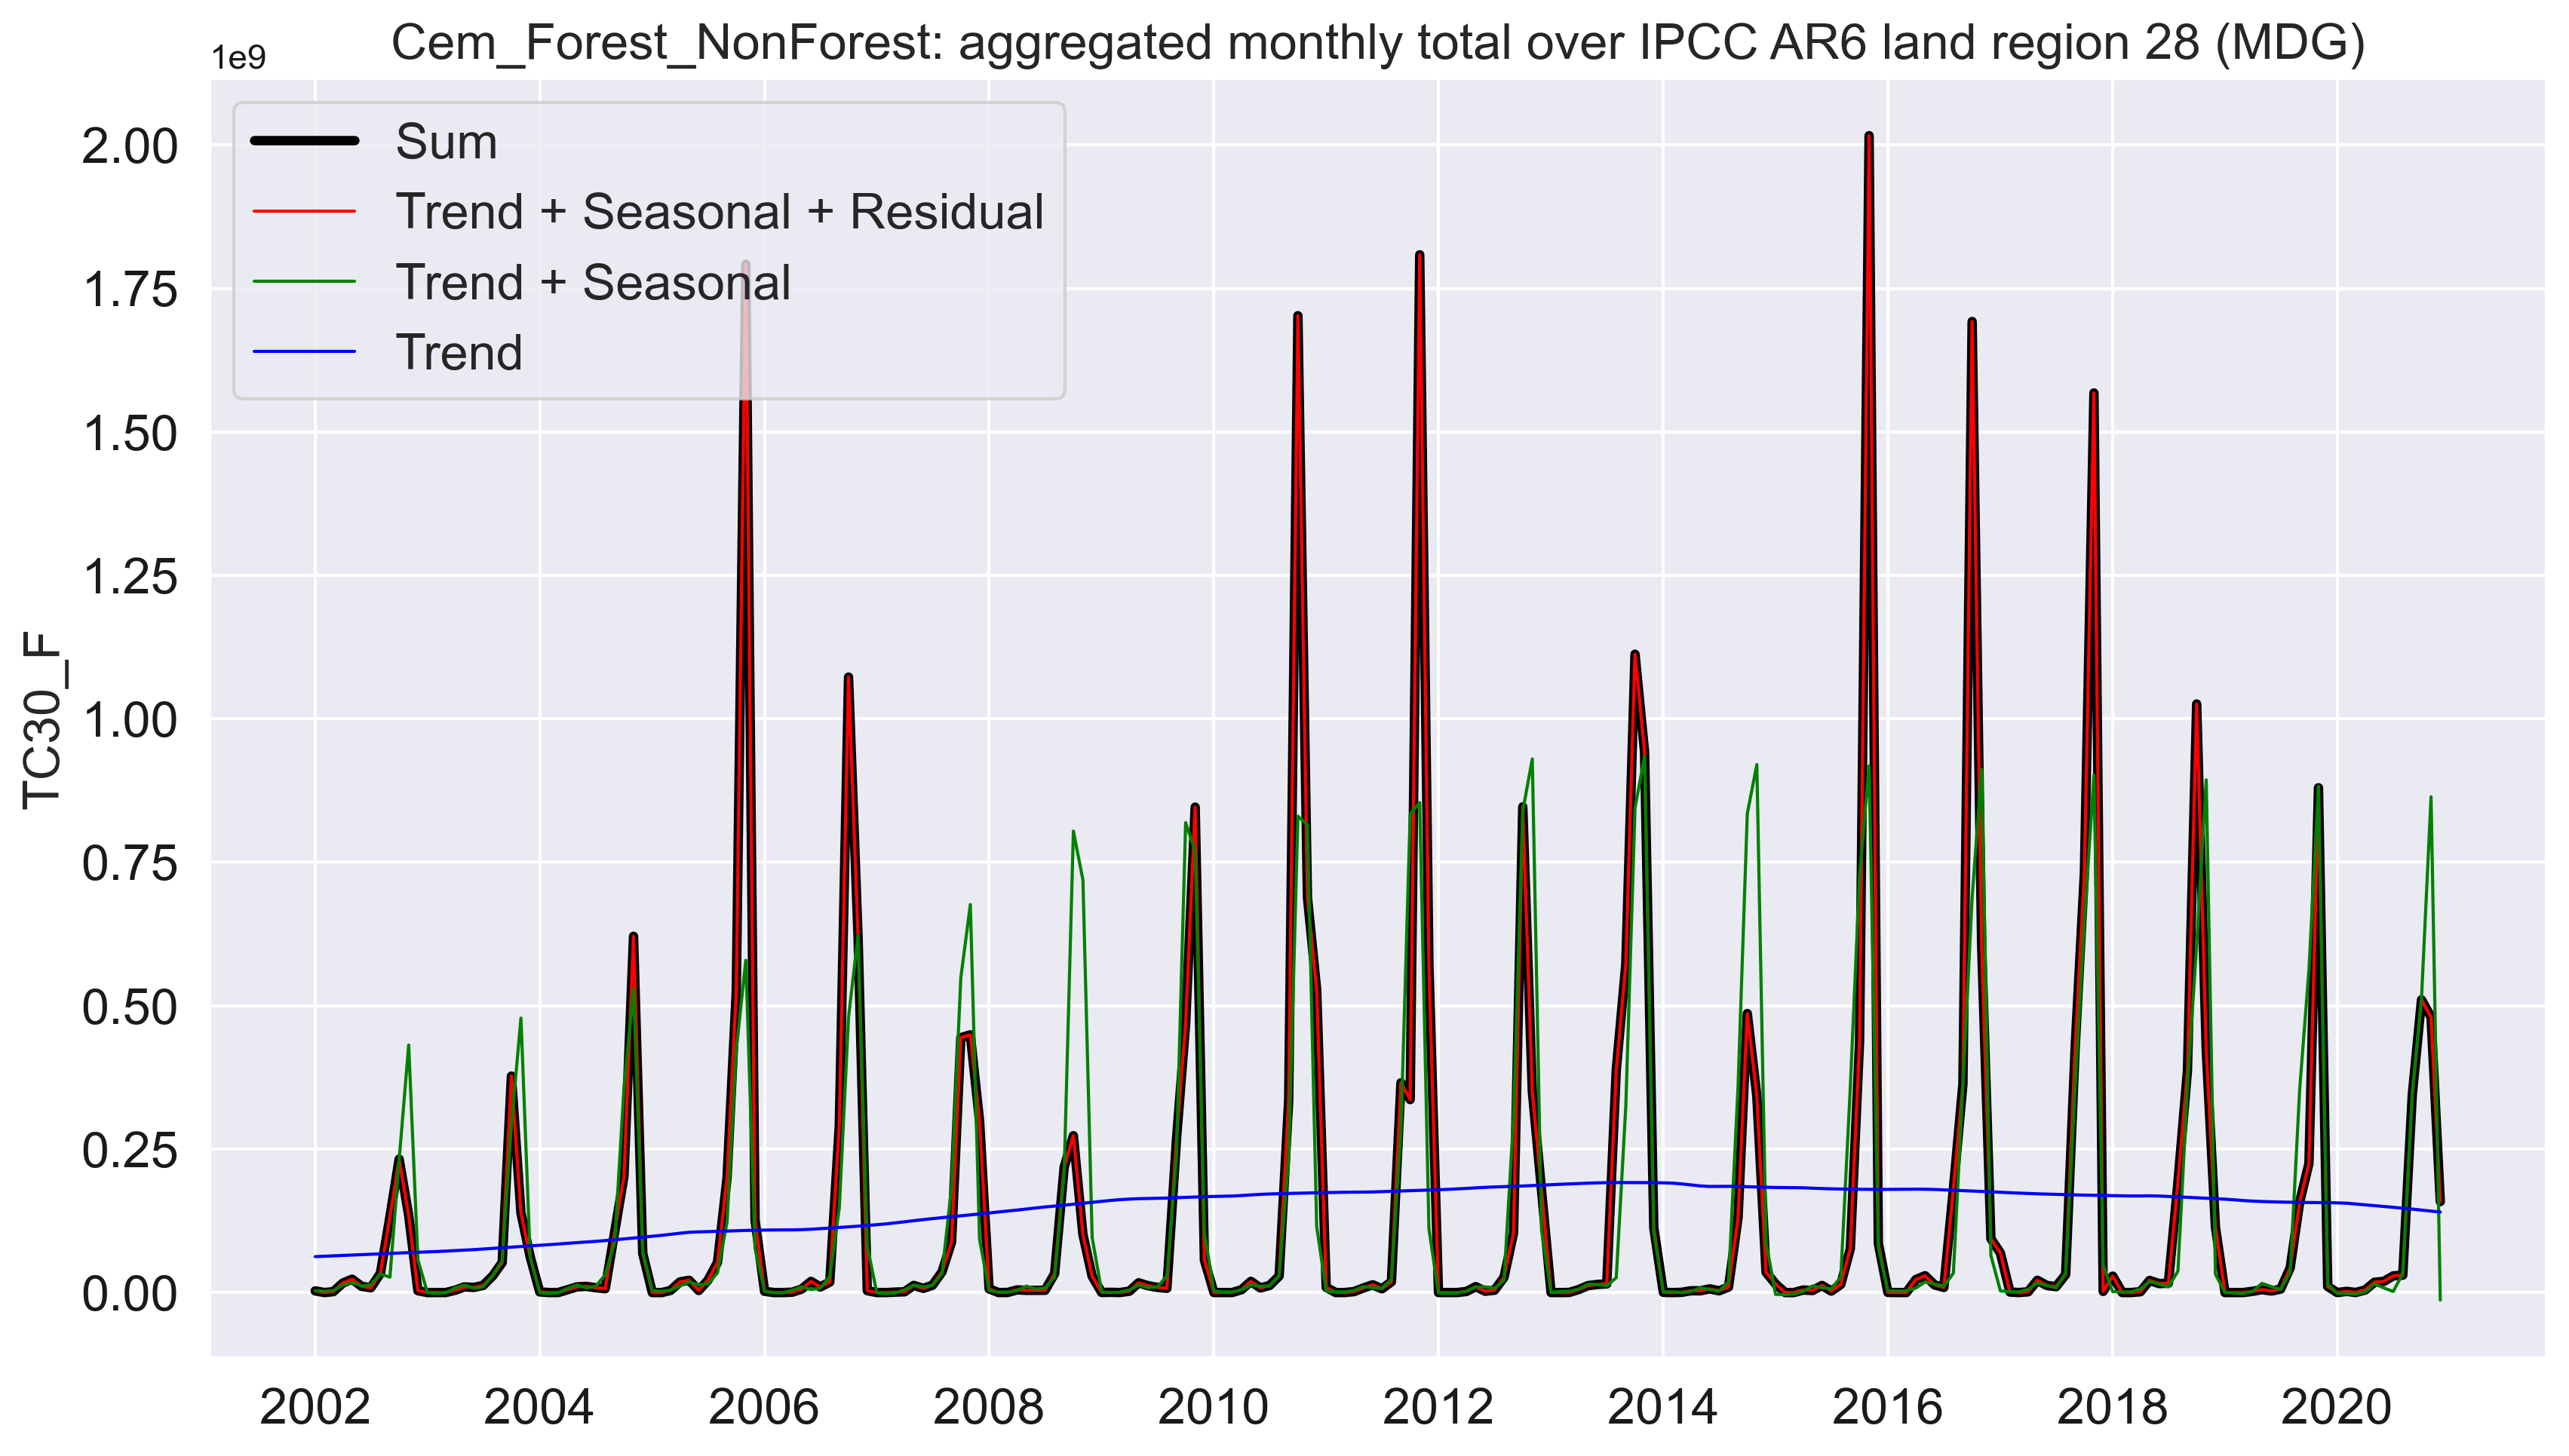 Cem_Forest_NonForest: aggregated monthly total over IPCC AR6 land region 28 (MDG)
1e9
Sum
Trend + Seasonal + Residual
Trend + Seasonal
Trend
2.00
1.75
1.50
1.25
1.00
0.75
0.50
0.25
0.00
TC30_F
2002 2004 2006 2008 2010 2012 2014 2016 2018 2020